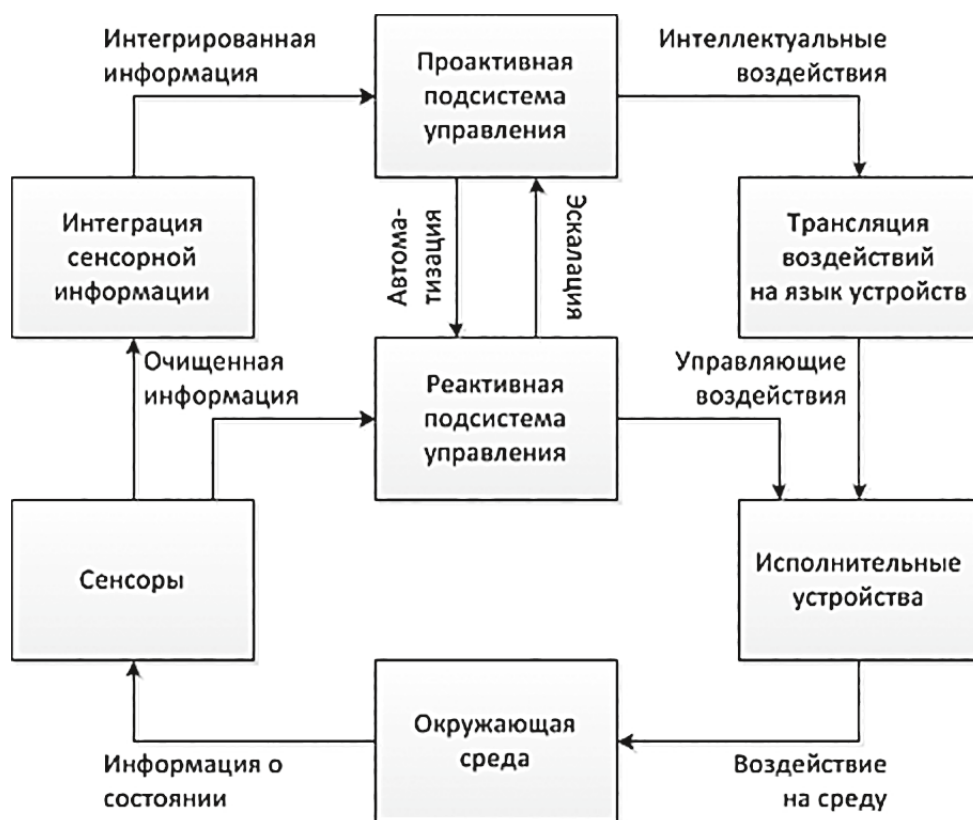 Интегрированная
информация
Проактивная
подсистема
управления
Интеллектуальные
воздействия
Интеграция
сенсорной
информации
Автома-
тизация
Эскалация
Трансляция
воздействий
на язык устройств
Очищенная
информация
Реактивная
подсистема
управления
Управляющие
воздействия
Сенсоры
Исполнительные
устройства
Информация о
состоянии
Окружающая
среда
Воздействие
на среду